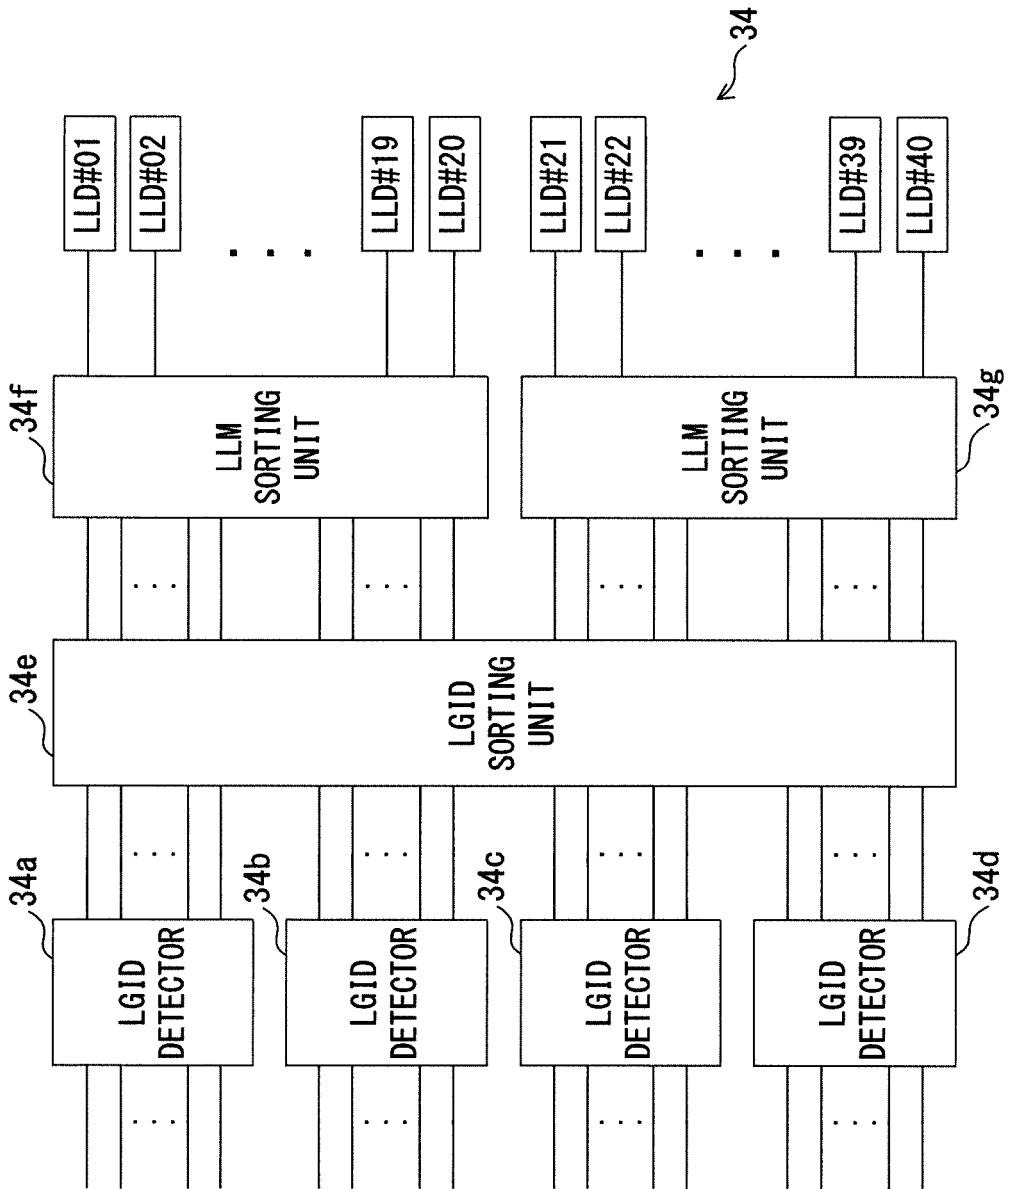 34
34a
LGID
DETECTOR
34b
LGID
DETECTOR
34c
LGID
DETECTOR
34d
LGID
DETECTOR
34e
LGID
SORTING
UNIT
34f
LLM
SORTING
UNIT
34g
LLM
SORTING
UNIT
LLD#01
LLD#02
LLD#19
LLD#20
LLD#21
LLD#22
LLD#39
LLD#40